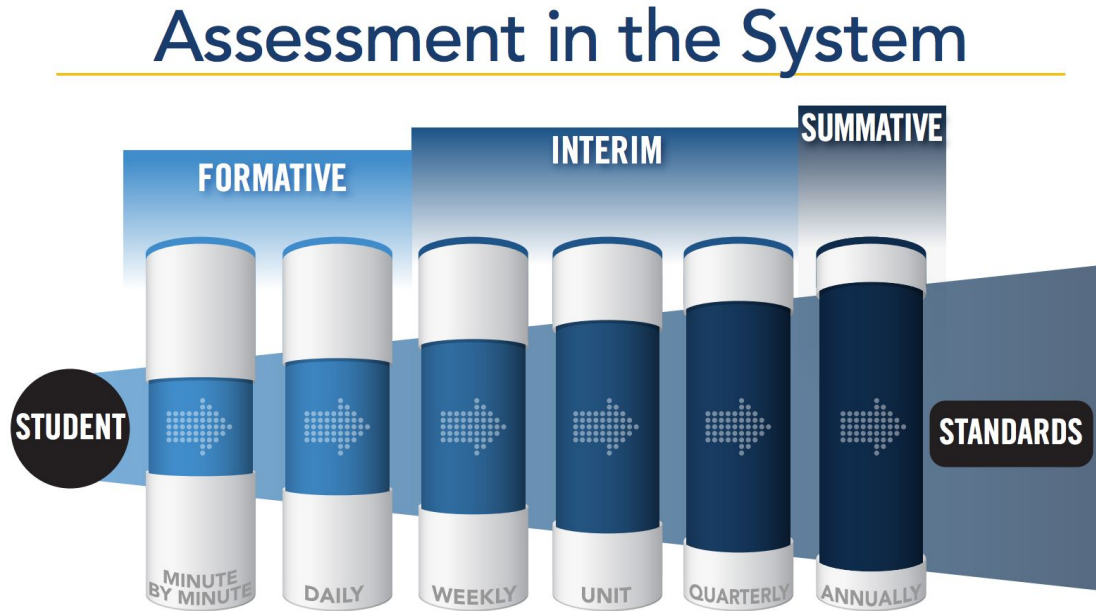 Assessment in the System
FORMATIVE
INTERIM
SUMMATIVE
STUDENT
STANDARDS
MINUTE
BY MINUTE
DAILY
WEEKLY
UNIT
QUARTERLY
ANNUALLY